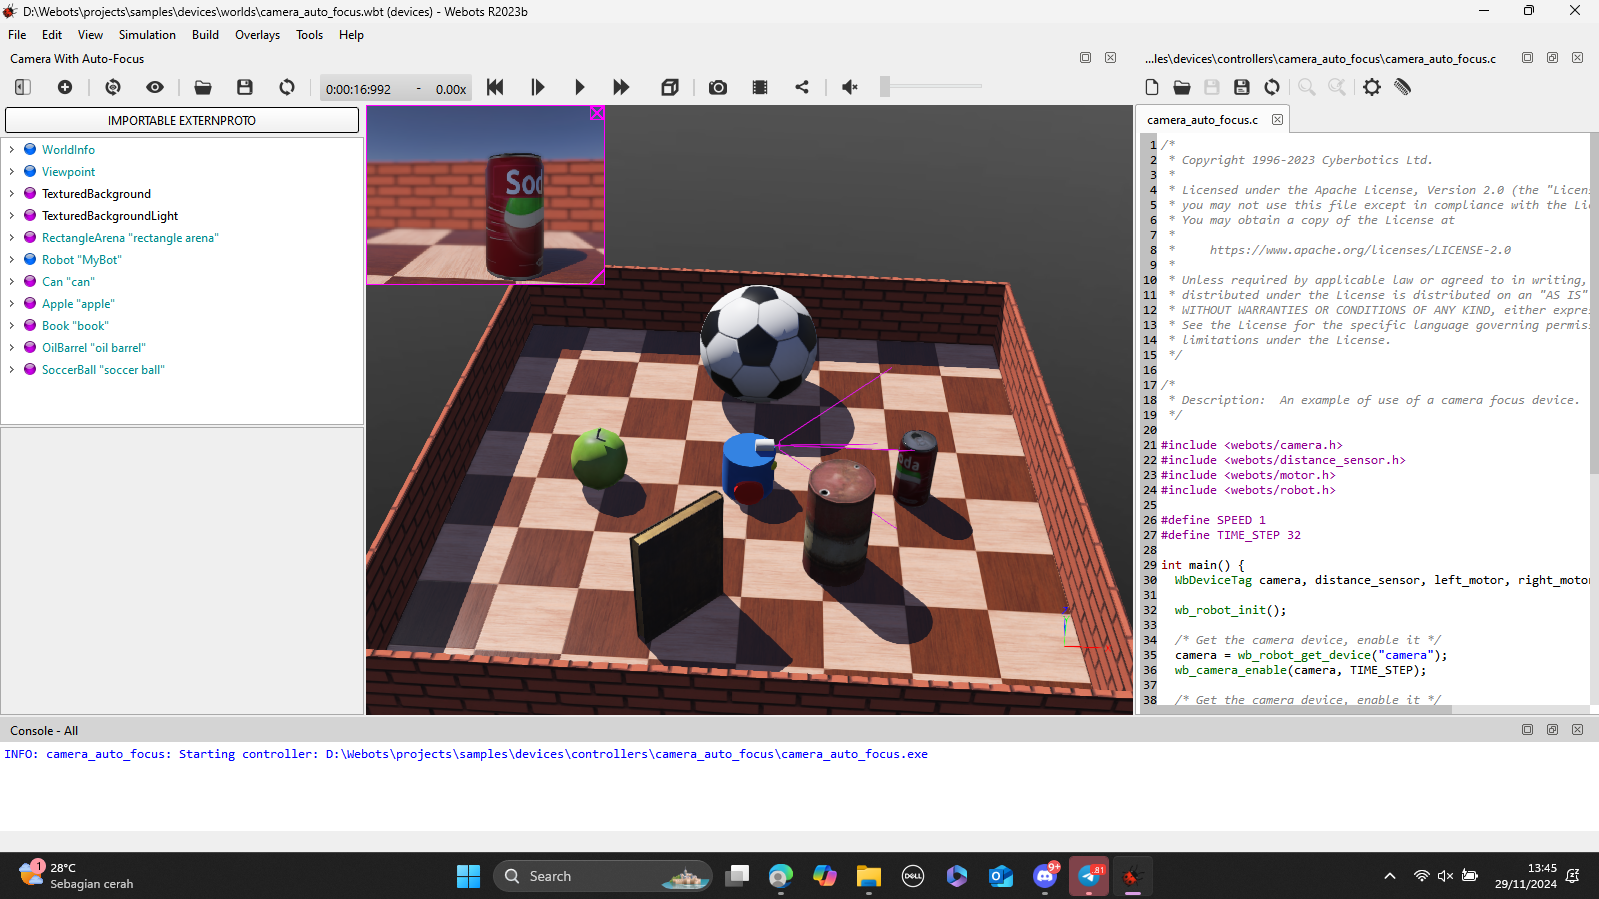 D:\Webots\projects\samples\devices\worlds\camera_auto_focus.wbt (devices) - Webots R2023b
File Edit View Simulation Build Overlays Tools Help
Camera With Auto-Focus
...les\devices\controllers\camera_auto_focus\camera_auto_focus.c
0:00:16:992 - 0.00x
IMPORTABLE EXTERNPROTO
WorldInfo
Viewpoint
TexturedBackground
TexturedBackgroundLight
RectangleArena "rectangle arena"
Robot "MyBot"
Can "can"
Apple "apple"
Book "book"
OilBarrel "oil barrel"
SoccerBall "soccer ball"
Sod
oda
camera_auto_focus.c
1 /*
2  * Copyright 1996-2023 Cyberbotics Ltd.
3  *
4  * Licensed under the Apache License, Version 2.0 (the "Licen
5  * you may not use this file except in compliance with the Li
6  * You may obtain a copy of the License at
7  *
8  *     https://www.apache.org/licenses/LICENSE-2.0
9  *
10  * Unless required by applicable law or agreed to in writing,
11  * distributed under the License is distributed on an "AS IS"
12  * WITHOUT WARRANTIES OR CONDITIONS OF ANY KIND, either expre
13  * See the License for the specific language governing permis
14  * limitations under the License.
15  */
16
17 /*
18  * Description:  An example of use of a camera focus device.
19  */
20
21 #include <webots/camera.h>
22 #include <webots/distance_sensor.h>
23 #include <webots/motor.h>
24 #include <webots/robot.h>
25
26 #define SPEED 1
27 #define TIME_STEP 32
28
29 int main() {
30   WbDeviceTag camera, distance_sensor, left_motor, right_motor
31
32   wb_robot_init();
33
34   /* Get the camera device, enable it */
35   camera = wb_robot_get_device("camera");
36   wb_camera_enable(camera, TIME_STEP);
37
38   /* Get the camera device, enable it */
Console - All
INFO: camera_auto_focus: Starting controller: D:\Webots\projects\samples\devices\controllers\camera_auto_focus\camera_auto_focus.exe
1
28°C
Sebagian cerah
Search
DELL
9+
81
13:45
29/11/2024